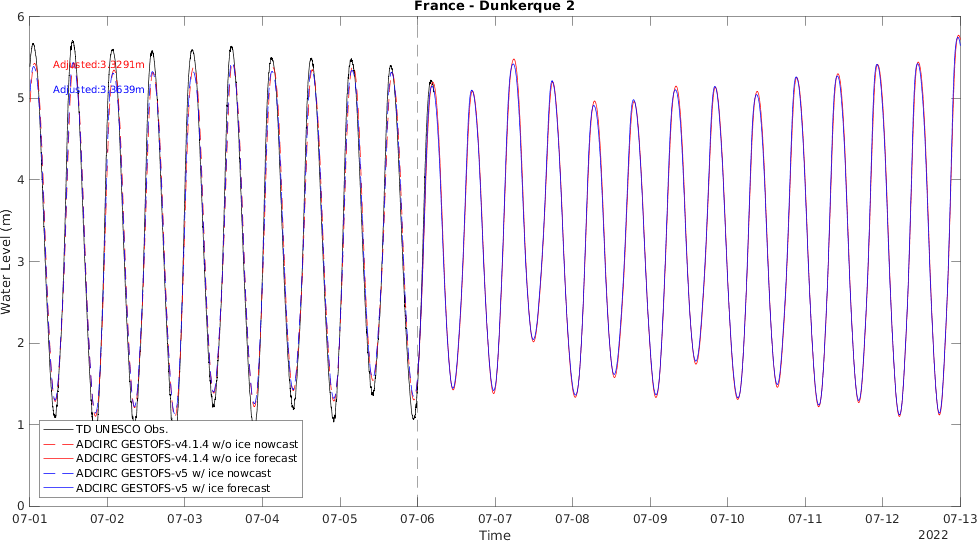 France - Dunkerque 2
6
5
4
3
2
1
0
Water Level (m)
Adjusted:3.3291m
Adjusted:3.3639m
TD UNESCO Obs.
ADCIRC GESTOFS-v4.1.4 w/o ice nowcast
ADCIRC GESTOFS-v4.1.4 w/o ice forecast
ADCIRC GESTOFS-v5 w/ ice nowcast
ADCIRC GESTOFS-v5 w/ ice forecast
07-01 07-02 07-03 07-04 07-05 07-06 07-07 07-08 07-09 07-10 07-11 07-12 07-13
Time
2022